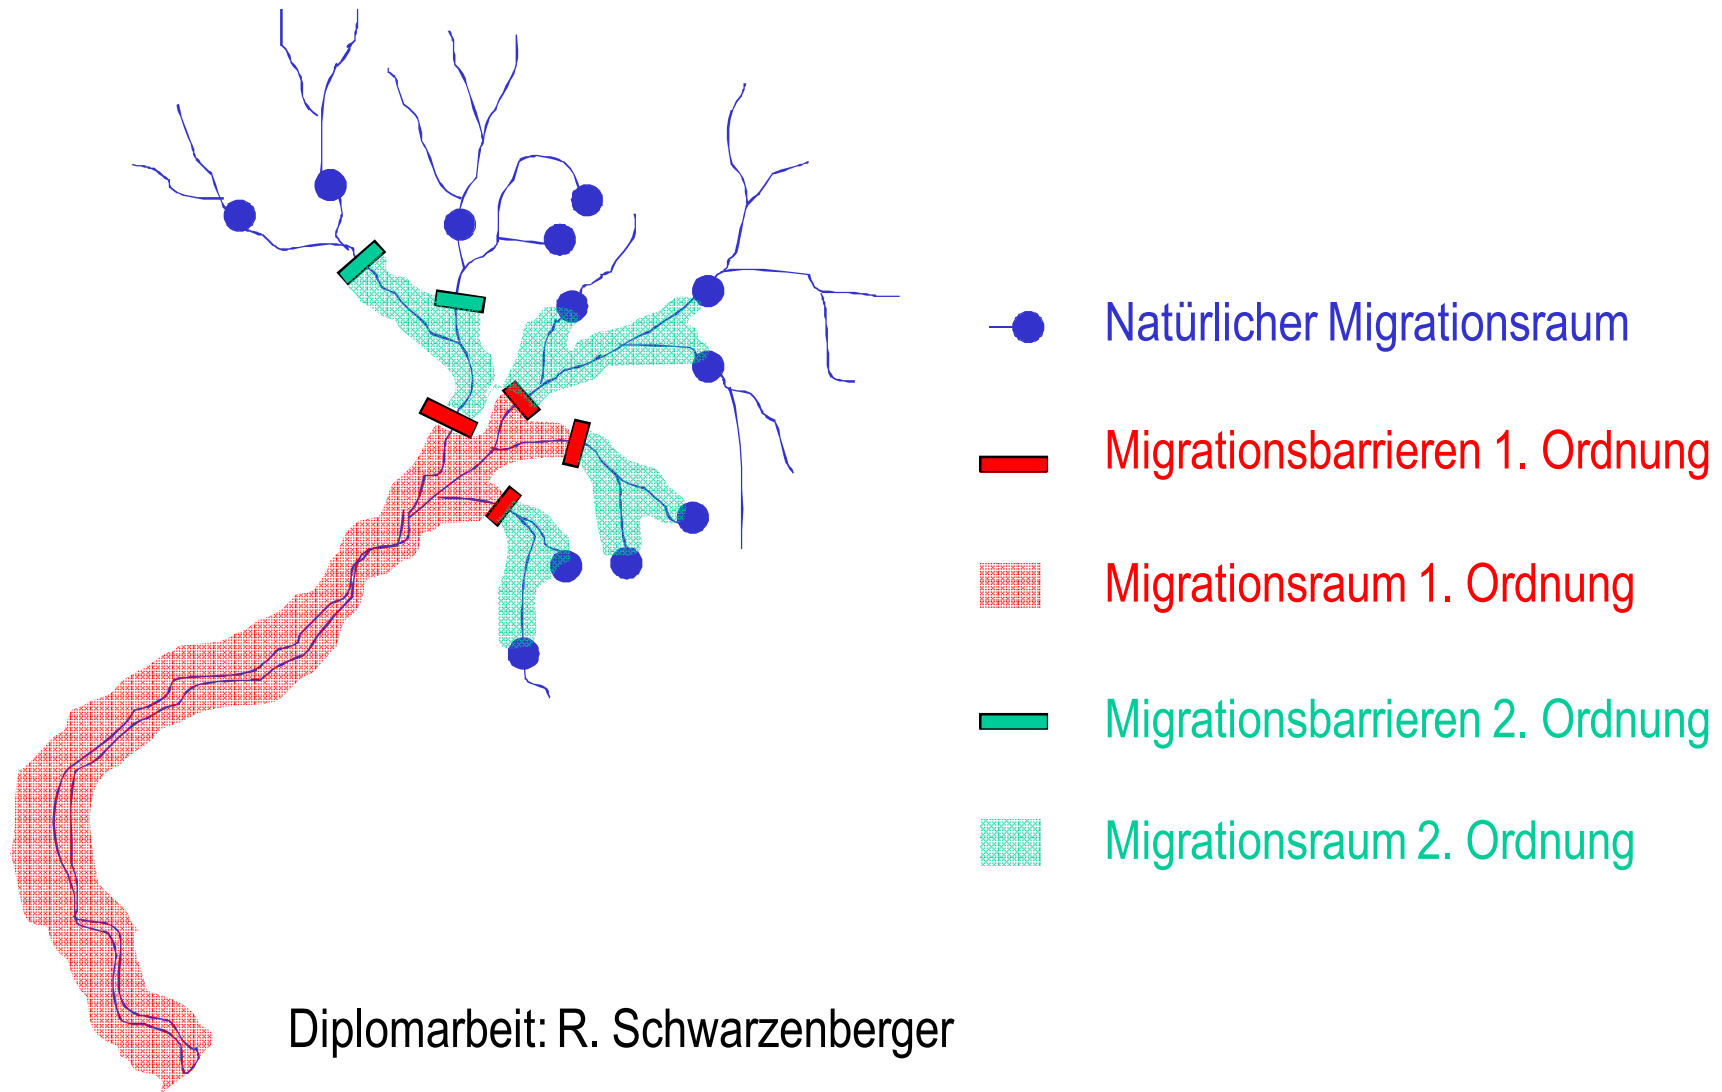 Natürlicher Migrationsraum
Migrationsbarrieren 1. Ordnung
Migrationsraum 1. Ordnung
Migrationsbarrieren 2. Ordnung
Migrationsraum 2. Ordnung
Diplomarbeit: R. Schwarzenberger